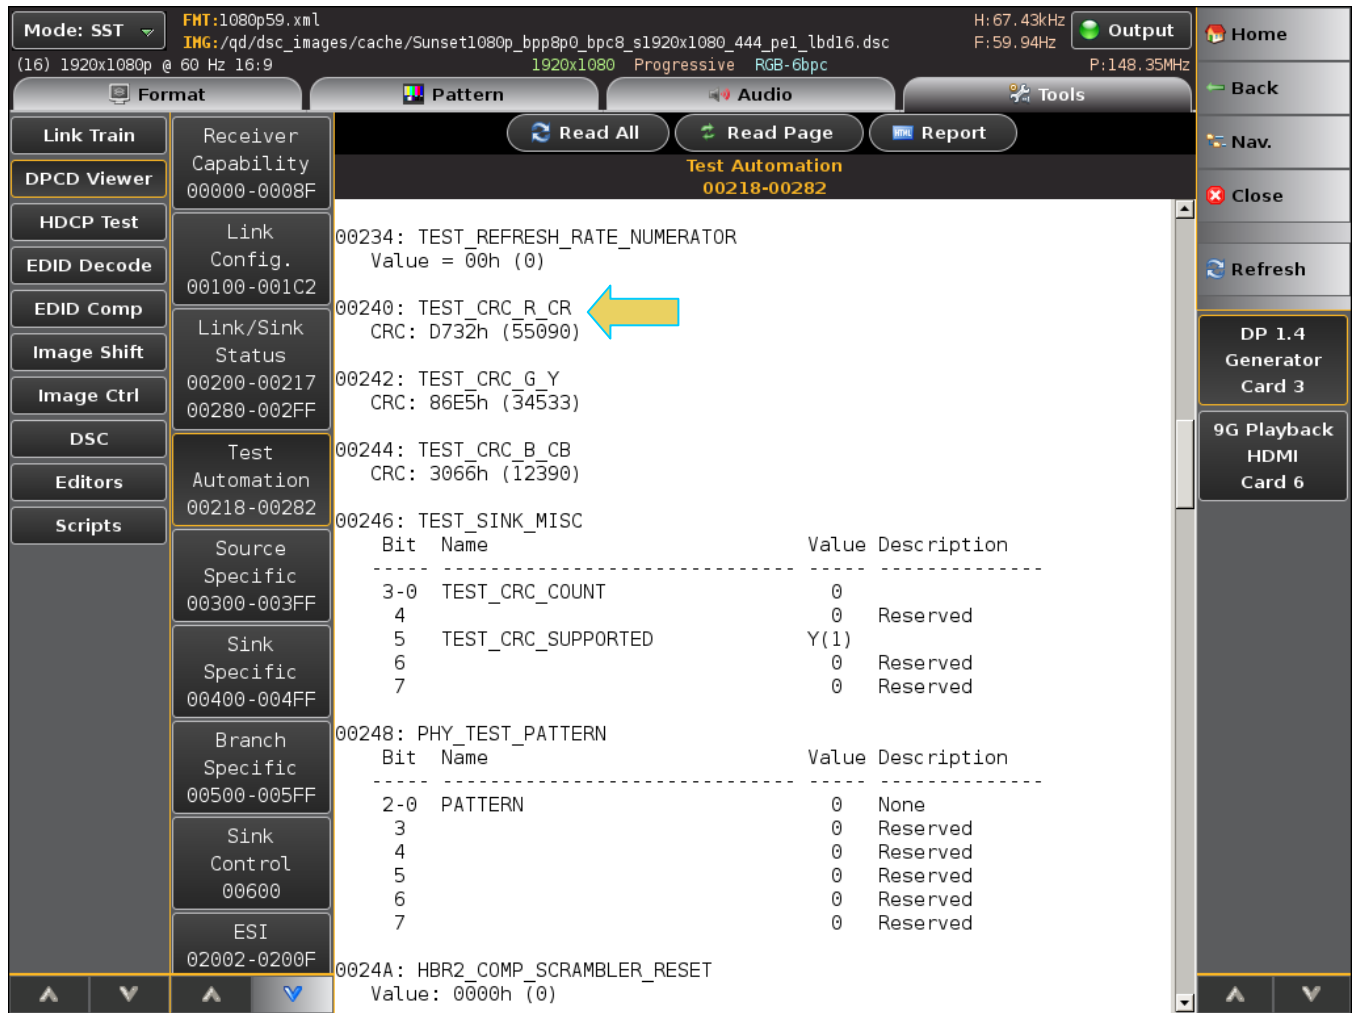 Mode: SST
FMT:1080p59.xml
IMG:/qd/dsc_images/cache/Sunset1080p_bpp8p0_bpc8_s1920x1080_444_pe1_lbd16.dsc
H:67.43kHz
F:59.94Hz
Output
(16) 1920x1080p @ 60 Hz 16:9
1920x1080 Progressive RGB-6bpc
P:148.35MHz
Format
Pattern
Audio
Tools
Home
Back
Nav.
Close
Refresh
DP 1.4
Generator
Card 3
9G Playback
HDMI
Card 6
Link Train
DPCD Viewer
HDCP Test
EDID Decode
EDID Comp
Image Shift
Image Ctrl
DSC
Editors
Scripts
Receiver
Capability
00000-0008F
Link
Config.
00100-001C2
Link/Sink
Status
00200-00217
00280-002FF
Test
Automation
00218-00282
Source
Specific
00300-003FF
Sink
Specific
00400-004FF
Branch
Specific
00500-005FF
Sink
Control
00600
ESI
02002-0200F
Read All
Read Page
HTML Report
Test Automation
00218-00282
00234: TEST_REFRESH_RATE_NUMERATOR
Value = 00h (0)
00240: TEST_CRC_R_CR
CRC: D732h (55090)
00242: TEST_CRC_G_Y
CRC: 86E5h (34533)
00244: TEST_CRC_B_CB
CRC: 3066h (12390)
00246: TEST_SINK_MISC
Bit Name Value Description
----- ------------------------------ ----- --------------
3-0 TEST_CRC_COUNT 0
4 0 Reserved
5 TEST_CRC_SUPPORTED Y(1)
6 0 Reserved
7 0 Reserved
00248: PHY_TEST_PATTERN
Bit Name Value Description
----- ------------------------------ ----- --------------
2-0 PATTERN 0 None
3 0 Reserved
4 0 Reserved
5 0 Reserved
6 0 Reserved
7 0 Reserved
0024A: HBR2_COMP_SCRAMBLER_RESET
Value: 0000h (0)